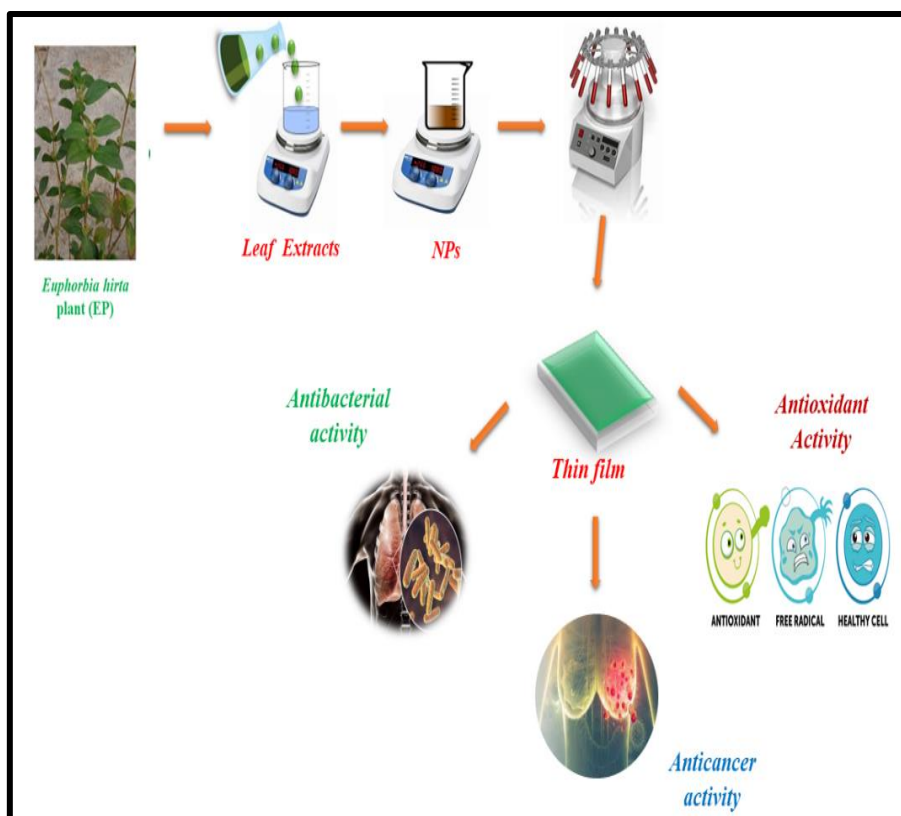 Leaf Extracts
NPs
Euphorbia hirta
plant (EP)
Antibacterial
activity
Thin film
Antioxidant
Activity
ANTIOXIDANT
FREE RADICAL
HEALTHY CELL
Anticancer
activity